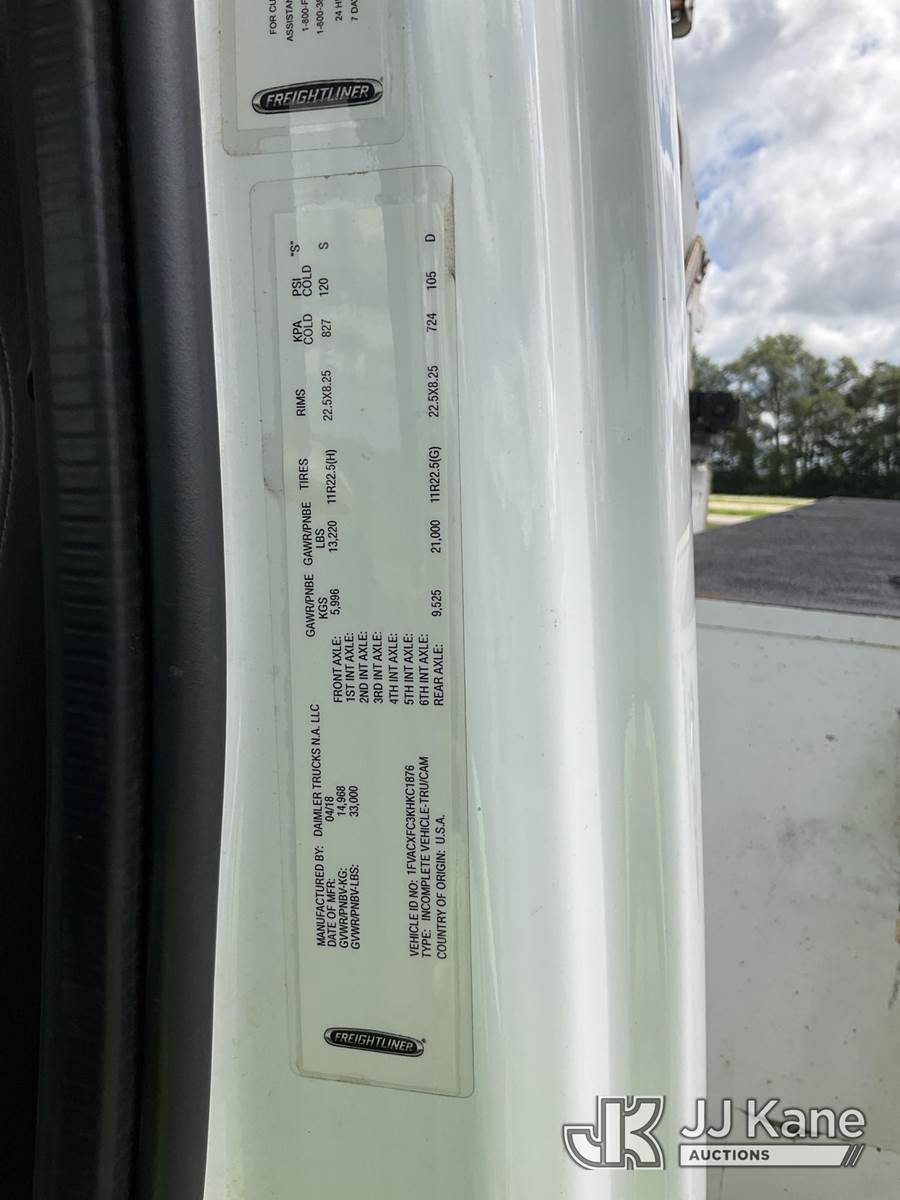 FREIGHTLINER
MANUFACTURED BY: DAIMLER TRUCKS N.A. LLC
DATE OF MFR: 04/18
GVWR/PNBV-KG: 14,968
GVWR/PNBV-LBS: 33,000
VEHICLE ID NO: 1FVACXFC3KHKC1876
TYPE: INCOMPLETE VEHICLE-TRU/CAM
COUNTRY OF ORIGIN: U.S.A.
GAWR/PNBE GAWR/PNBE TIRES RIMS KPA PSI "S"
KGS LBS COLD COLD
FRONT AXLE: 5,996 13,220 11R22.5(H) 22.5X8.25 827 120 S
1ST INT AXLE:
2ND INT AXLE:
3RD INT AXLE:
4TH INT AXLE:
5TH INT AXLE:
6TH INT AXLE:
REAR AXLE: 9,525 21,000 11R22.5(G) 22.5X8.25 724 105 D
FREIGHTLINER
FOR CU
ASSISTAN
1-800-F
1-800-38
24 H
7 DA
JK JJ Kane
AUCTIONS